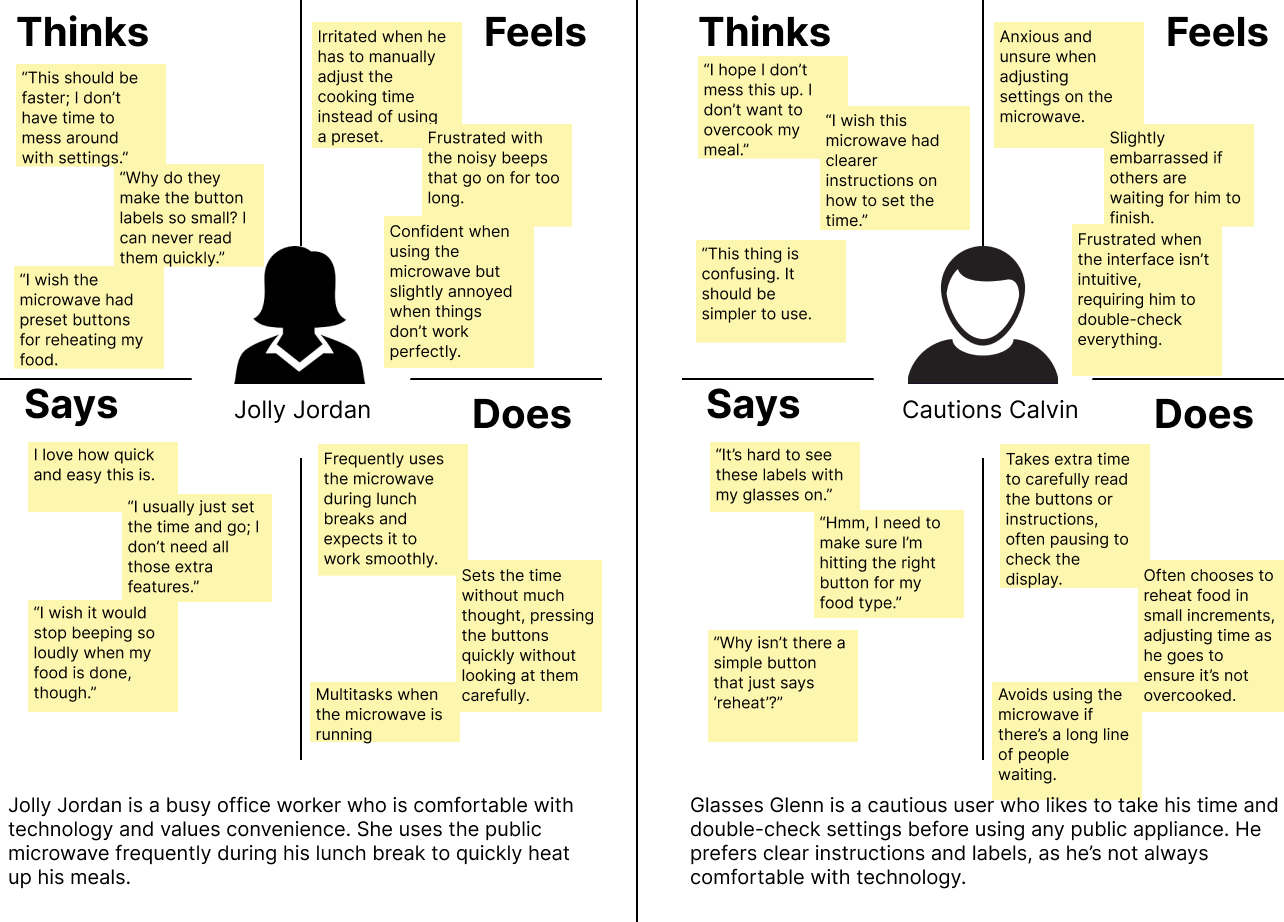 Thinks
“This should be
faster; I don’t
have time to
mess around
with settings.”
“Why do they
make the button
labels so small? I
can never read
them quickly.”
“I wish the
microwave had
preset buttons
for reheating my
food.
Feels
Irritated when he
has to manually
adjust the
cooking time
instead of using
a preset.
Frustrated with
the noisy beeps
that go on for too
long.
Confident when
using the
microwave but
slightly annoyed
when things
don’t work
perfectly.
Jolly Jordan
Says
I love how quick
and easy this is.
“I usually just set
the time and go; I
don’t need all
those extra
features.”
“I wish it would
stop beeping so
loudly when my
food is done,
though.”
Does
Frequently uses
the microwave
during lunch
breaks and
expects it to
work smoothly.
Sets the time
without much
thought, pressing
the buttons
quickly without
looking at them
carefully.
Multitasks when
the microwave is
running
Jolly Jordan is a busy office worker who is comfortable with
technology and values convenience. She uses the public
microwave frequently during his lunch break to quickly heat
up his meals.
Thinks
“I hope I don’t
mess this up. I
don’t want to
overcook my
meal.”
“I wish this
microwave had
clearer
instructions on
how to set the
time.”
“This thing is
confusing. It
should be
simpler to use.
Feels
Anxious and
unsure when
adjusting
settings on the
microwave.
Slightly
embarrassed if
others are
waiting for him to
finish.
Frustrated when
the interface isn’t
intuitive,
requiring him to
double-check
everything.
Cautions Calvin
Says
“It’s hard to see
these labels with
my glasses on.”
“Hmm, I need to
make sure I’m
hitting the right
button for my
food type.”
“Why isn’t there a
simple button
that just says
‘reheat’?”
Does
Takes extra time
to carefully read
the buttons or
instructions,
often pausing to
check the
display.
Often chooses to
reheat food in
small increments,
adjusting time as
he goes to
ensure it’s not
overcooked.
Avoids using the
microwave if
there’s a long line
of people
waiting.
Glasses Glenn is a cautious user who likes to take his time and
double-check settings before using any public appliance. He
prefers clear instructions and labels, as he’s not always
comfortable with technology.